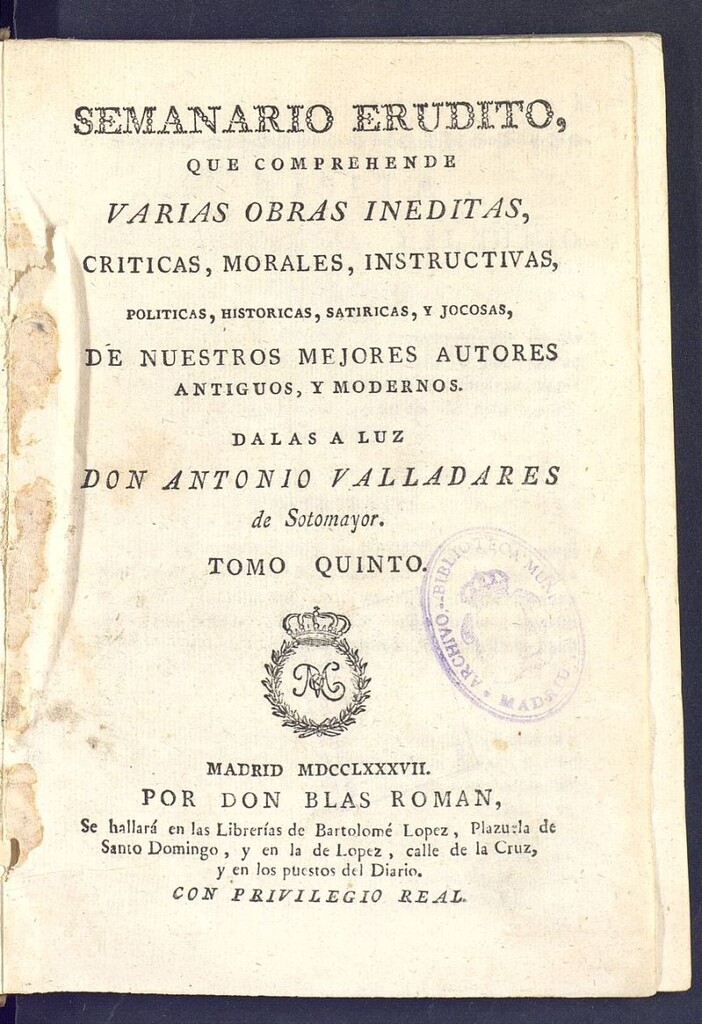 SEMANARIO ERUDITO,
QUE COMPREHENDE
VARIAS OBRAS INEDITAS,
CRITICAS, MORALES, INSTRUCTIVAS,
POLITICAS, HISTORICAS, SATIRICAS, Y JOCOSAS,
DE NUESTROS MEJORES AUTORES
ANTIGUOS, Y MODERNOS.
DALAS A LUZ
DON ANTONIO VALLADARES
de Sotomayor.
TOMO QUINTO.
ARCHIVO. BIBLIOTECA
MADRID
MADRID MDCCLXXXVII.
POR DON BLAS ROMAN,
Se hallará en las Librerías de Bartolomé Lopez, Plazuela de
Santo Domingo, y en la de Lopez, calle de la Cruz,
y en los puestos del Diario.
CON PRIVILEGIO REAL.